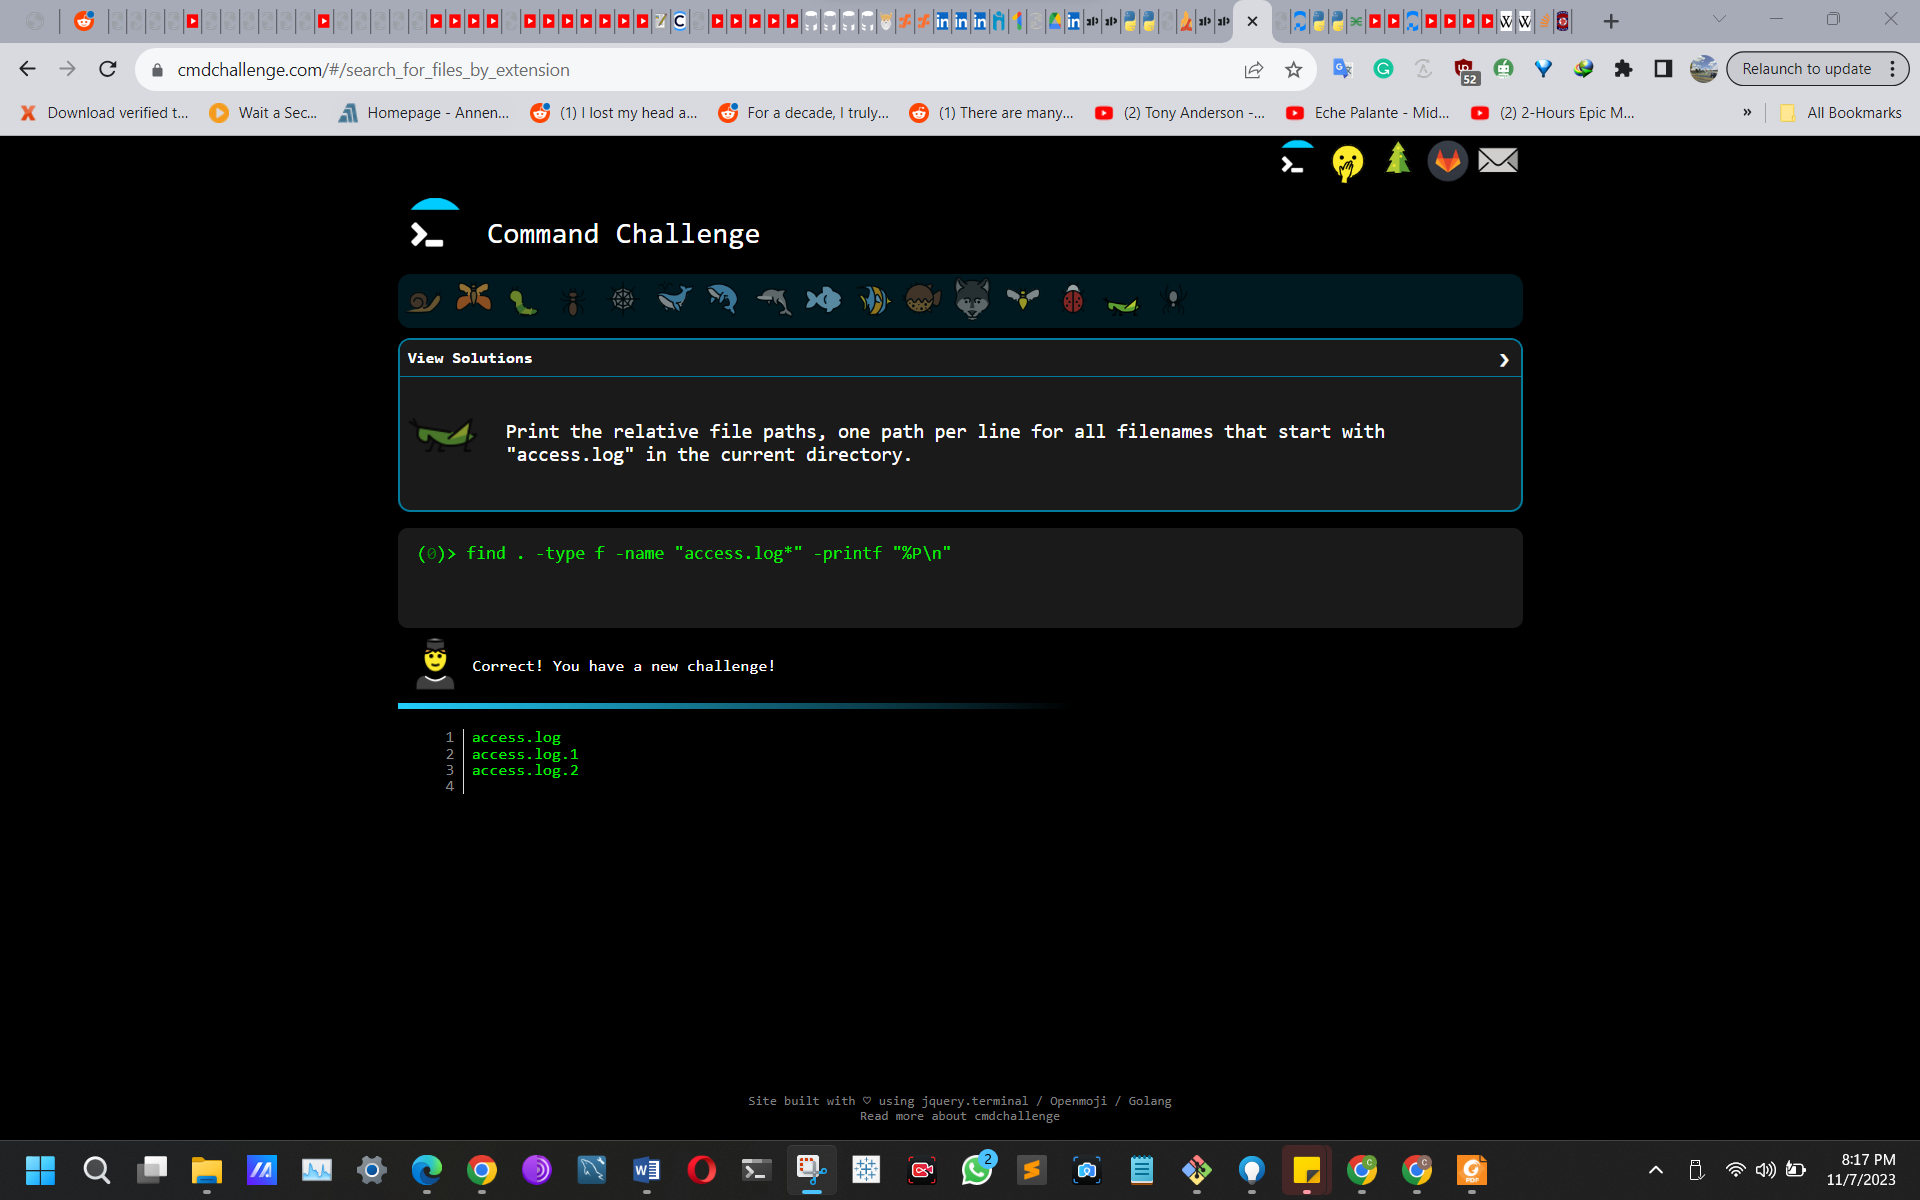 cmdchallenge.com/#/search_for_files_by_extension
52
Relaunch to update
Download verified t...
Wait a Sec...
Homepage - Annen...
(1) I lost my head a...
For a decade, I truly...
(1) There are many...
(2) Tony Anderson -...
Eche Palante - Mid...
(2) 2-Hours Epic M...
»
All Bookmarks
Command Challenge
View Solutions
Print the relative file paths, one path per line for all filenames that start with
"access.log" in the current directory.
(0)> find . -type f -name "access.log*" -printf "%P\n"
Correct! You have a new challenge!
1 access.log
2 access.log.1
3 access.log.2
4
Site built with ♡ using jquery.terminal / Openmoji / Golang
Read more about cmdchallenge
2
8:17 PM
11/7/2023